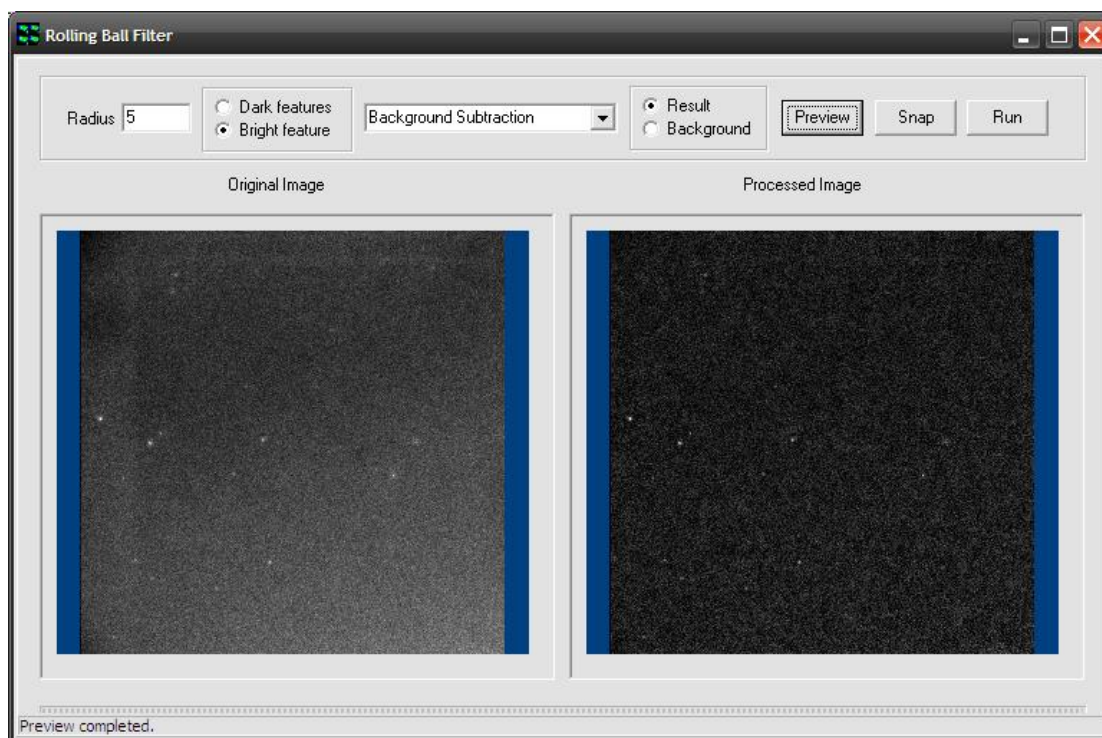 Rolling Ball Filter
Radius 5
Dark features
Bright feature
Background Subtraction
Result
Background
Preview
Snap
Run
Original Image
Processed Image
Preview completed.